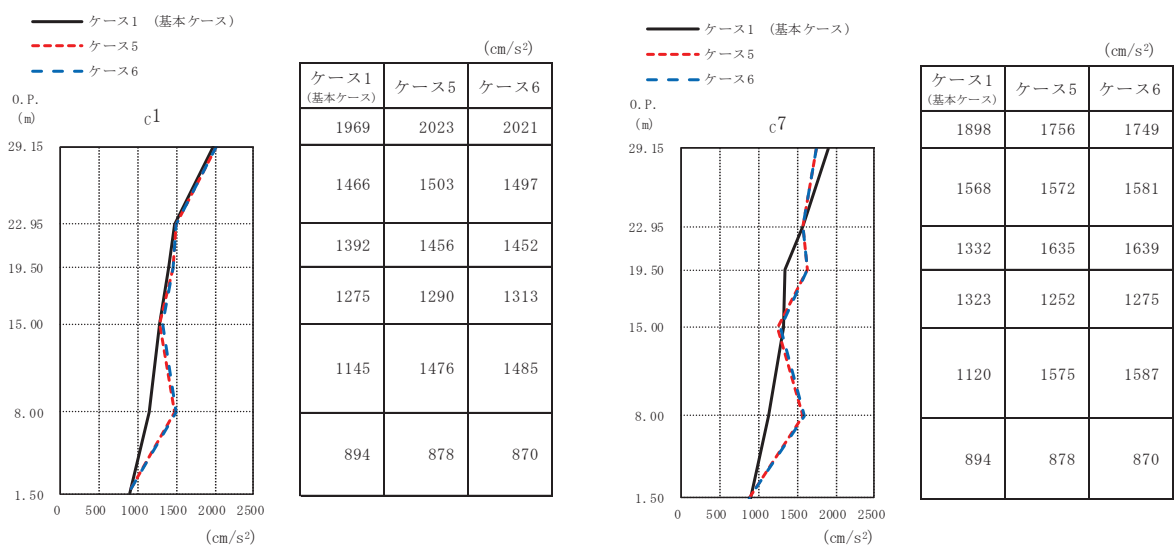 ケース1 (基本ケース)
ケース5
ケース6
O.P.
(m)
C1
29.15
22.95
19.50
15.00
8.00
1.50
0 500 1000 1500 2000 2500
(cm/s²)
(cm/s²)
ケース1 ケース5 ケース6
(基本ケース)
1969 2023 2021
1466 1503 1497
1392 1456 1452
1275 1290 1313
1145 1476 1485
894 878 870
ケース1 (基本ケース)
ケース5
ケース6
O.P.
(m)
C7
29.15
22.95
19.50
15.00
8.00
1.50
0 500 1000 1500 2000 2500
(cm/s²)
(cm/s²)
ケース1 ケース5 ケース6
(基本ケース)
1898 1756 1749
1568 1572 1581
1332 1635 1639
1323 1252 1275
1120 1575 1587
894 878 870